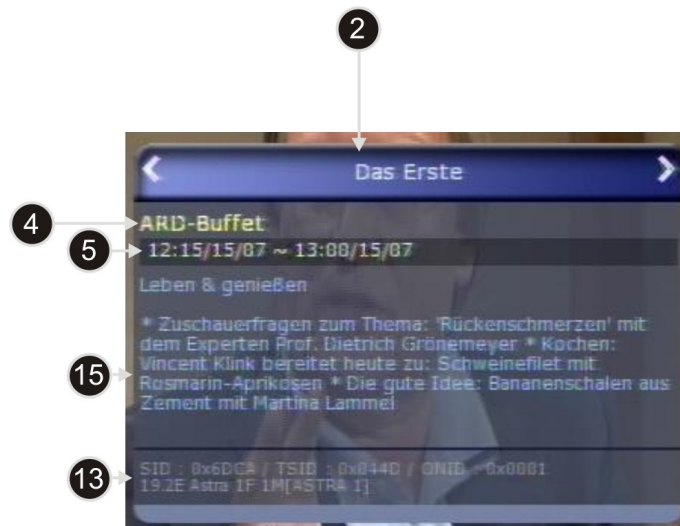 2
Das Erste
4
ARD-Buffet
5
12:15/15/07 ~ 13:00/15/07
Leben & genießen
* Zuschauerfragen zum Thema: 'Rückenschmerzen' mit
dem Experten Prof. Dietrich Grönemeyer * Kochen:
Vincent Klink bereitet heute zu: Schweinefilet mit
15
Rosmarin-Aprikosen * Die gute Idee: Bananenschalen aus
Zement mit Martina Lammel
13
SID : 0x6DCA / TSID : 0x044D / ONID : 0x0001
19.2E Astra 1F 1M[ASTRA 1]